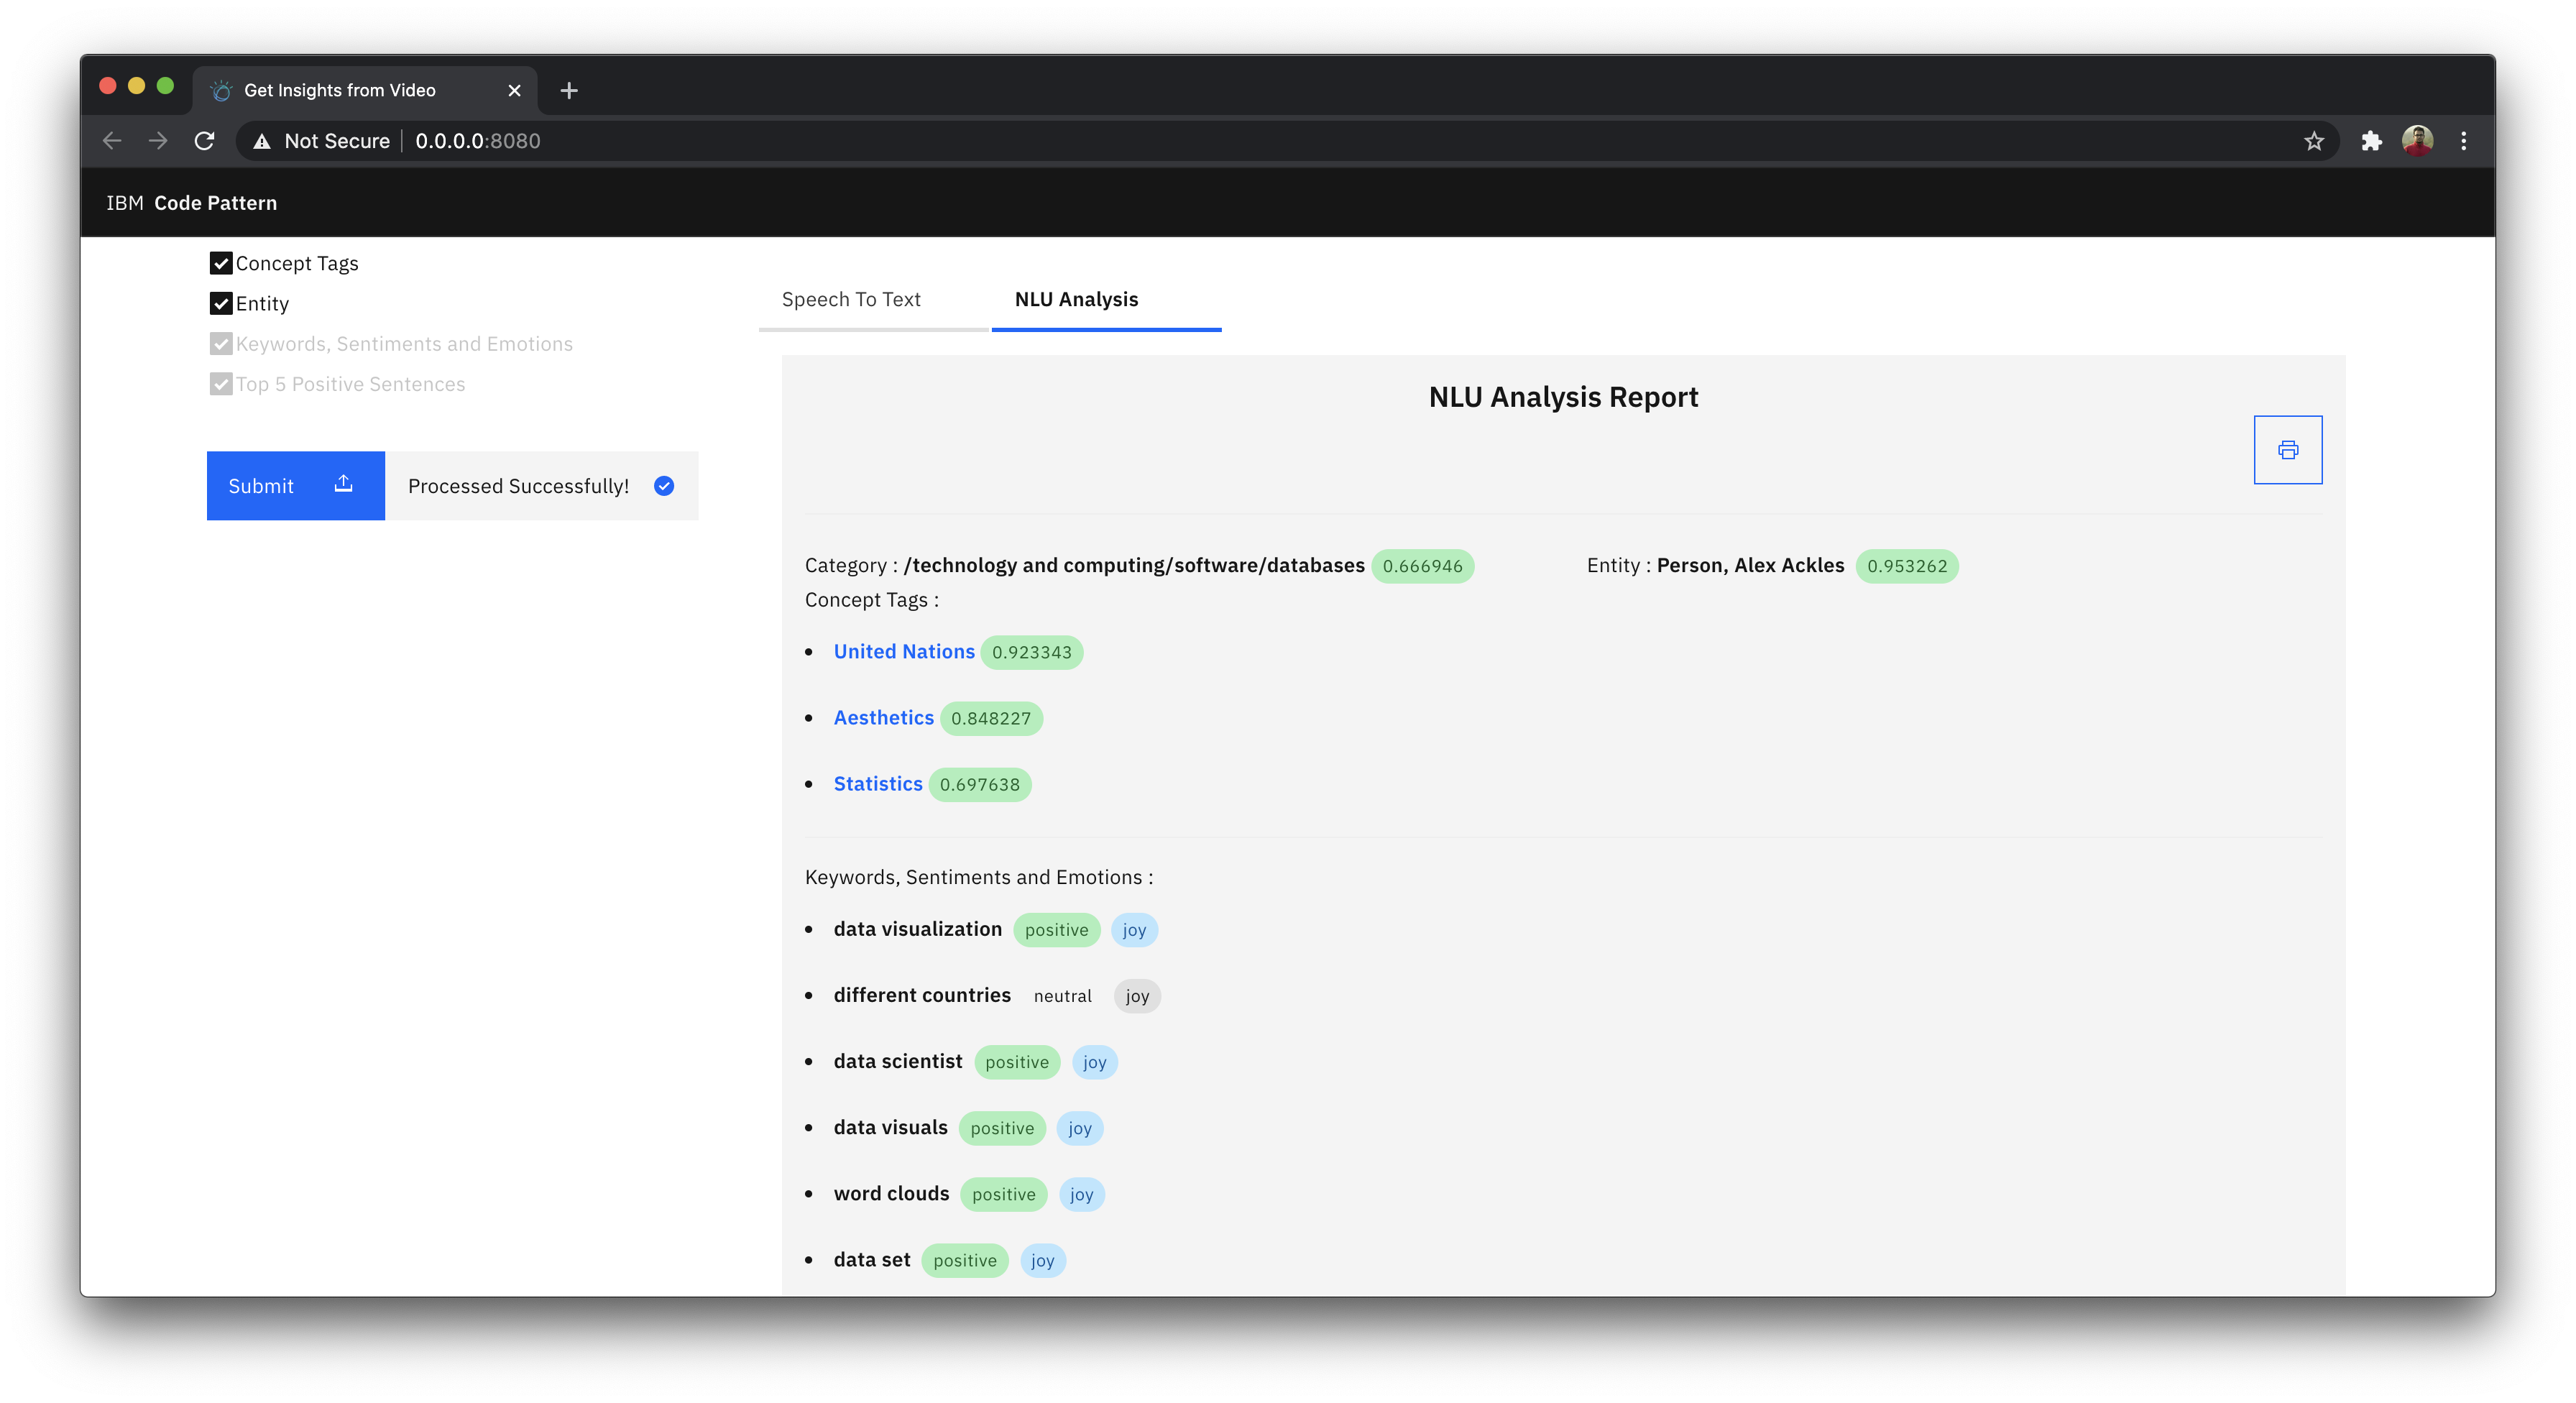 Get Insights from Video
Not Secure | 0.0.0.0:8080
IBM Code Pattern
Concept Tags
Entity
Keywords, Sentiments and Emotions
Top 5 Positive Sentences
Submit
Processed Successfully!
Speech To Text NLU Analysis
NLU Analysis Report
Category : /technology and computing/software/databases 0.666946
Entity : Person, Alex Ackles 0.953262
Concept Tags :
United Nations 0.923343
Aesthetics 0.848227
Statistics 0.697638
Keywords, Sentiments and Emotions :
data visualization positive joy
different countries neutral joy
data scientist positive joy
data visuals positive joy
word clouds positive joy
data set positive joy